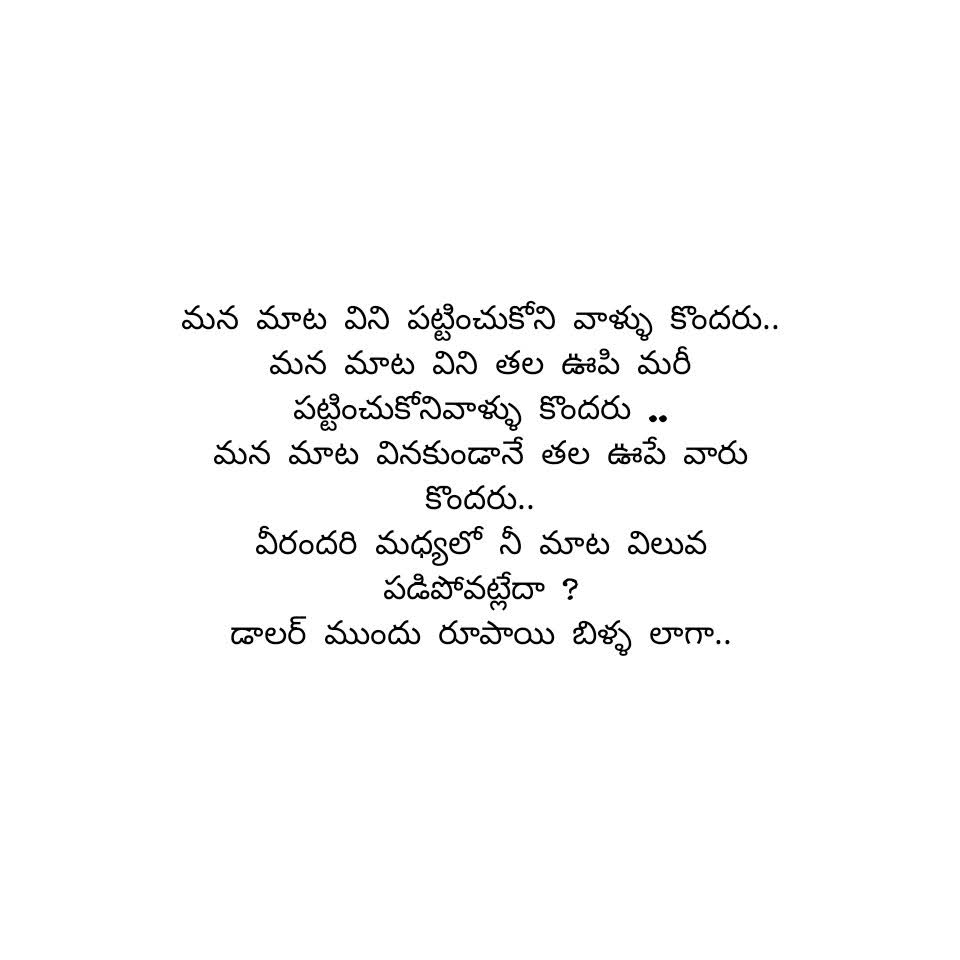 మన మాట విని పట్టించుకోని వాళ్ళు కొందరు..
మన మాట విని తల ఊపి మరీ
పట్టించుకోనివాళ్ళు కొందరు ..
మన మాట వినకుండానే తల ఊపే వారు
కొందరు..
వీరందరి మధ్యలో నీ మాట విలువ
పడిపోవట్లేదా ?
డాలర్ ముందు రూపాయి బిళ్ళ లాగా..